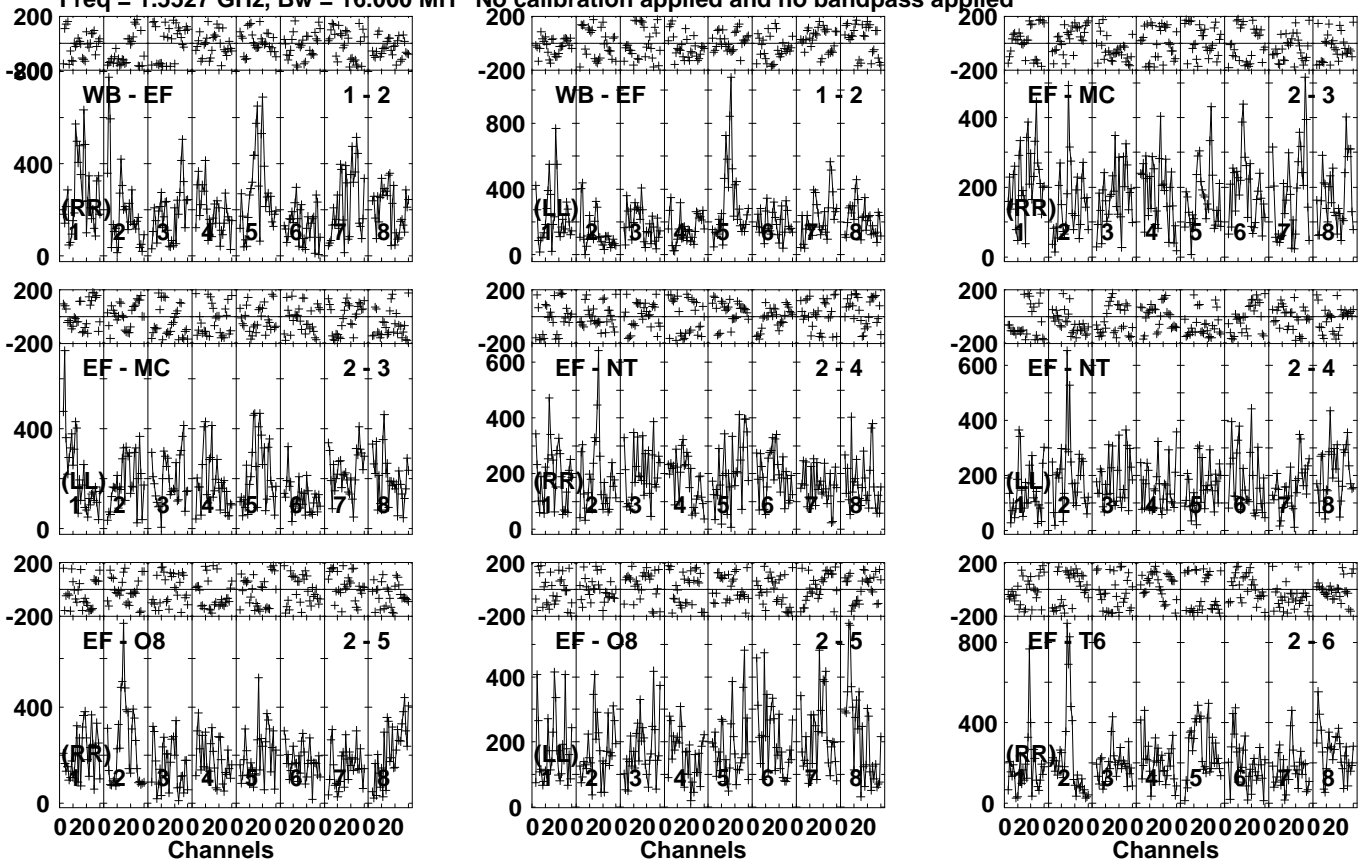 Freq = 1.5527 GHz, Bw = 16.000 MH No calibration applied and no bandpass applied
200 200 200
-200 -200
800
WB - EF 1 - 2 WB - EF 1 - 2 EF - MC 2 - 3
800 400
400 400 200
(RR) (LL) (RR)
1 2 3 4 5 6 7 8 1 2 3 4 5 6 7 8 1 2 3 4 5 6 7 8
0 0 0
200 200 200
-200 -200 -200
EF - MC 2 - 3 EF - NT 2 - 4 EF - NT 2 - 4
600 600
400 400 400
200 200
(LL) (RR) (LL)
1 2 3 4 5 6 7 8 1 2 3 4 5 6 7 8 1 2 3 4 5 6 7 8
0 0 0
200 200 200
-200 -200 -200
EF - O8 2 - 5 EF - O8 2 - 5 EF - T6 2 - 6
800
400 400 400
200
(RR) (LL) (RR)
1 2 3 4 5 6 7 8 1 2 3 4 5 6 7 8 1 2 3 4 5 6 7 8
0 0 0
0 20 0 20 0 20 0 20 0 20 0 20 0 20 0 20 0 20 0 20 0 20 0 20 0 20 0 20 0 20 0 20 0 20 0 20 0 20 0 20 0 20 0 20 0 20 0 20
Channels Channels Channels